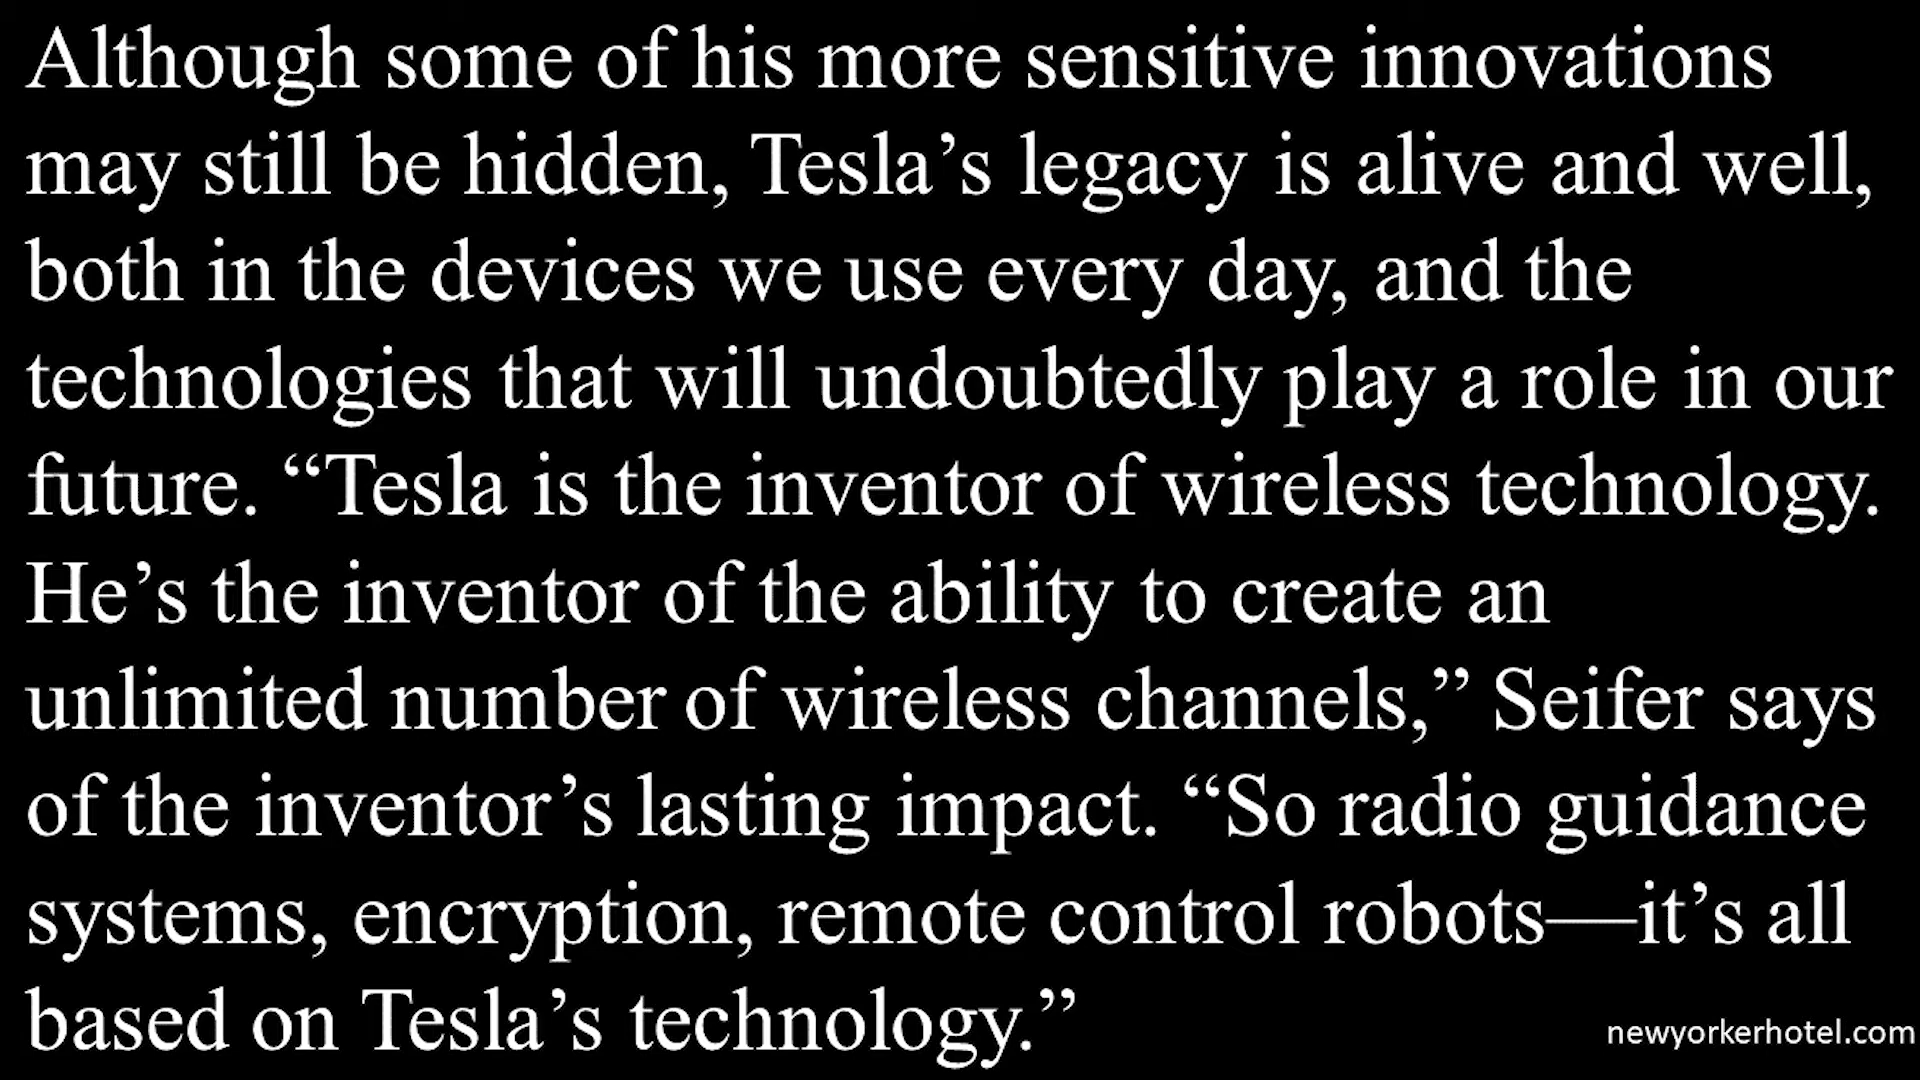 Although some of his more sensitive innovations
may still be hidden, Tesla’s legacy is alive and well,
both in the devices we use every day, and the
technologies that will undoubtedly play a role in our
future. “Tesla is the inventor of wireless technology.
He’s the inventor of the ability to create an
unlimited number of wireless channels,” Seifer says
of the inventor’s lasting impact. “So radio guidance
systems, encryption, remote control robots—it’s all
based on Tesla’s technology.”
newyorkerhotel.com